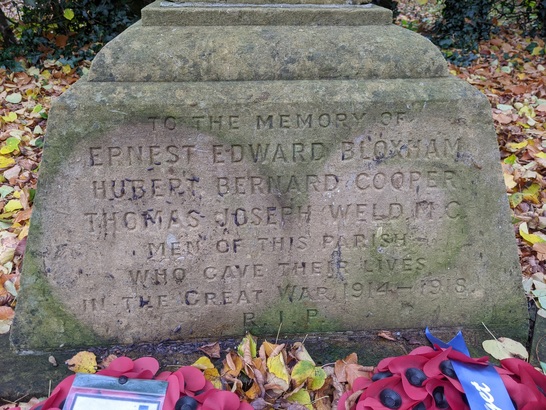 TO THE MEMORY OF
ERNEST EDWARD BLOXHAM
HUBERT BERNARD COOPER
THOMAS JOSEPH WELD. M.C.
MEN OF THIS PARISH
WHO GAVE THEIR LIVES
IN THE GREAT WAR. 1914–1918.
R I P